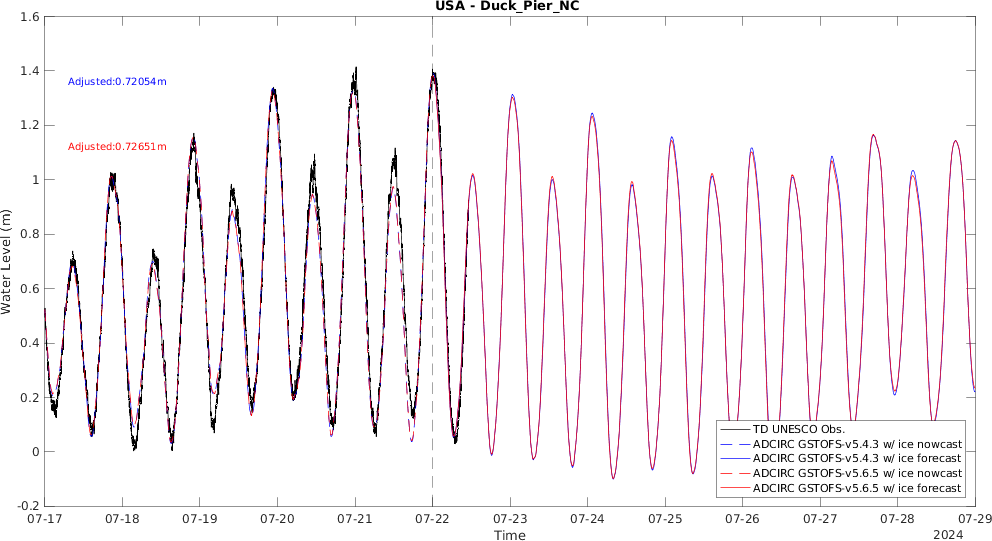 USA - Duck_Pier_NC
Water Level (m)
1.6
1.4
1.2
1
0.8
0.6
0.4
0.2
0
-0.2
Adjusted:0.72054m
Adjusted:0.72651m
TD UNESCO Obs.
ADCIRC GSTOFS-v5.4.3 w/ ice nowcast
ADCIRC GSTOFS-v5.4.3 w/ ice forecast
ADCIRC GSTOFS-v5.6.5 w/ ice nowcast
ADCIRC GSTOFS-v5.6.5 w/ ice forecast
07-17 07-18 07-19 07-20 07-21 07-22 07-23 07-24 07-25 07-26 07-27 07-28 07-29
Time
2024